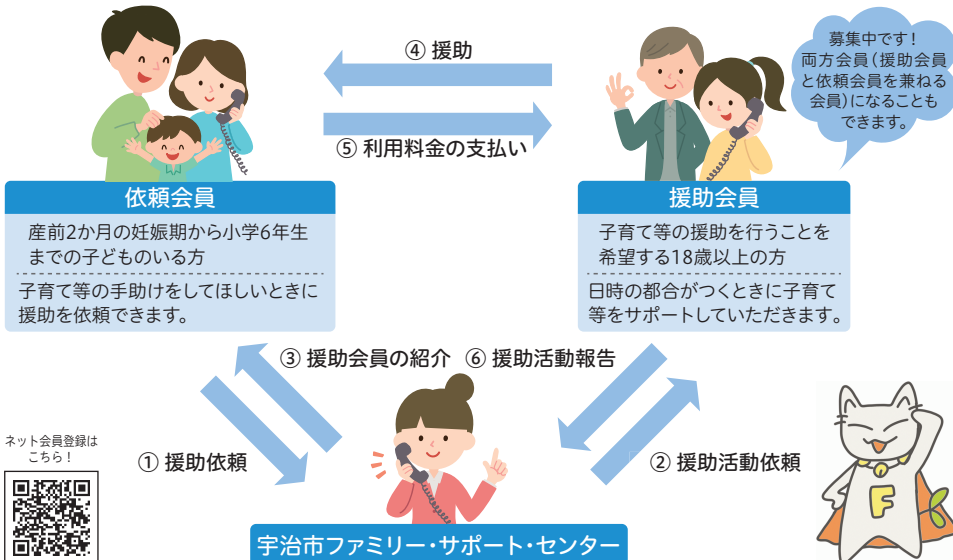 ④ 援助
募集中です！
両方会員（援助会員
と依頼会員を兼ねる
会員）になることも
できます。
⑤ 利用料金の支払い
依頼会員
産前2か月の妊娠期から小学6年生
までの子どものいる方
子育て等の手助けをしてほしいときに
援助を依頼できます。
援助会員
子育て等の援助を行うことを
希望する18歳以上の方
日時の都合がつくときに子育て
等をサポートしていただきます。
③ 援助会員の紹介
⑥ 援助活動報告
① 援助依頼
② 援助活動依頼
ネット会員登録は
こちら！
F
宇治市ファミリー・サポート・センター